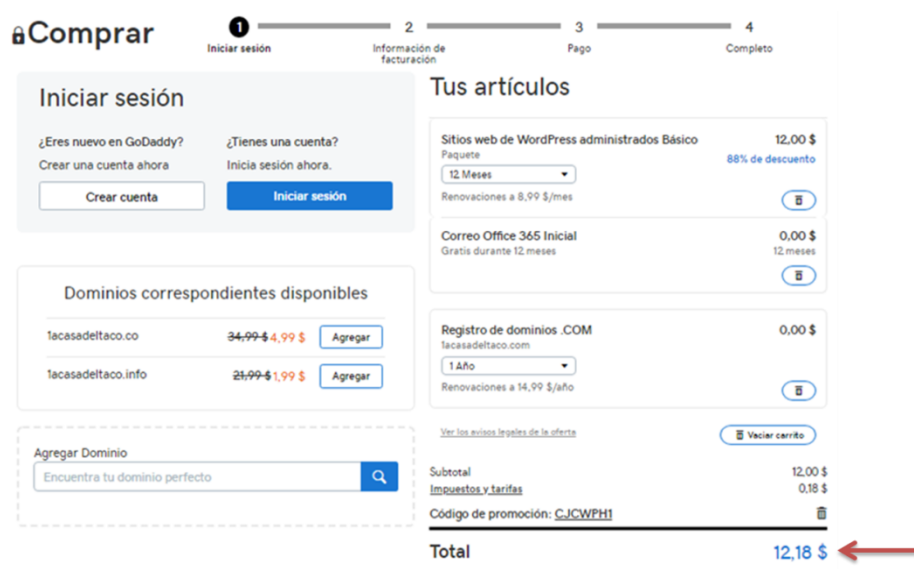 Comprar
1
2
3
4
Iniciar sesión
Información de
facturación
Pago
Completo
Iniciar sesión
¿Eres nuevo en GoDaddy?
¿Tienes una cuenta?
Crear una cuenta ahora
Inicia sesión ahora.
Crear cuenta
Iniciar sesión
Dominios correspondientes disponibles
1acasadeltaco.co
34,99 $ 4,99 $
Agregar
1acasadeltaco.info
21,99 $ 1,99 $
Agregar
Agregar Dominio
Encuentra tu dominio perfecto
Tus artículos
Sitios web de WordPress administrados Básico
12,00 $
Paquete
88% de descuento
12 Meses
Renovaciones a 8,99 $/mes
Correo Office 365 Inicial
0,00 $
Gratis durante 12 meses
12 meses
Registro de dominios .COM
0,00 $
1acasadeltaco.com
1 Año
Renovaciones a 14,99 $/año
Ver los avisos legales de la oferta
Vaciar carrito
Subtotal
12,00 $
Impuestos y tarifas
0,18 $
Código de promoción: CJCWPH1
Total
12,18 $